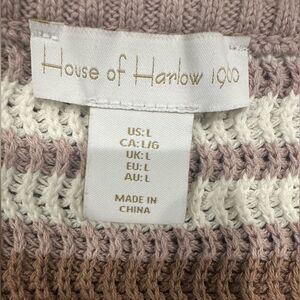 House of Harlow 1960
US: L
CA: L/G
UK: L
EU: L
AU: L
MADE IN
CHINA